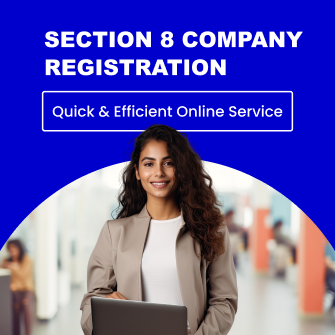 SECTION 8 COMPANY
REGISTRATION
Quick & Efficient Online Service